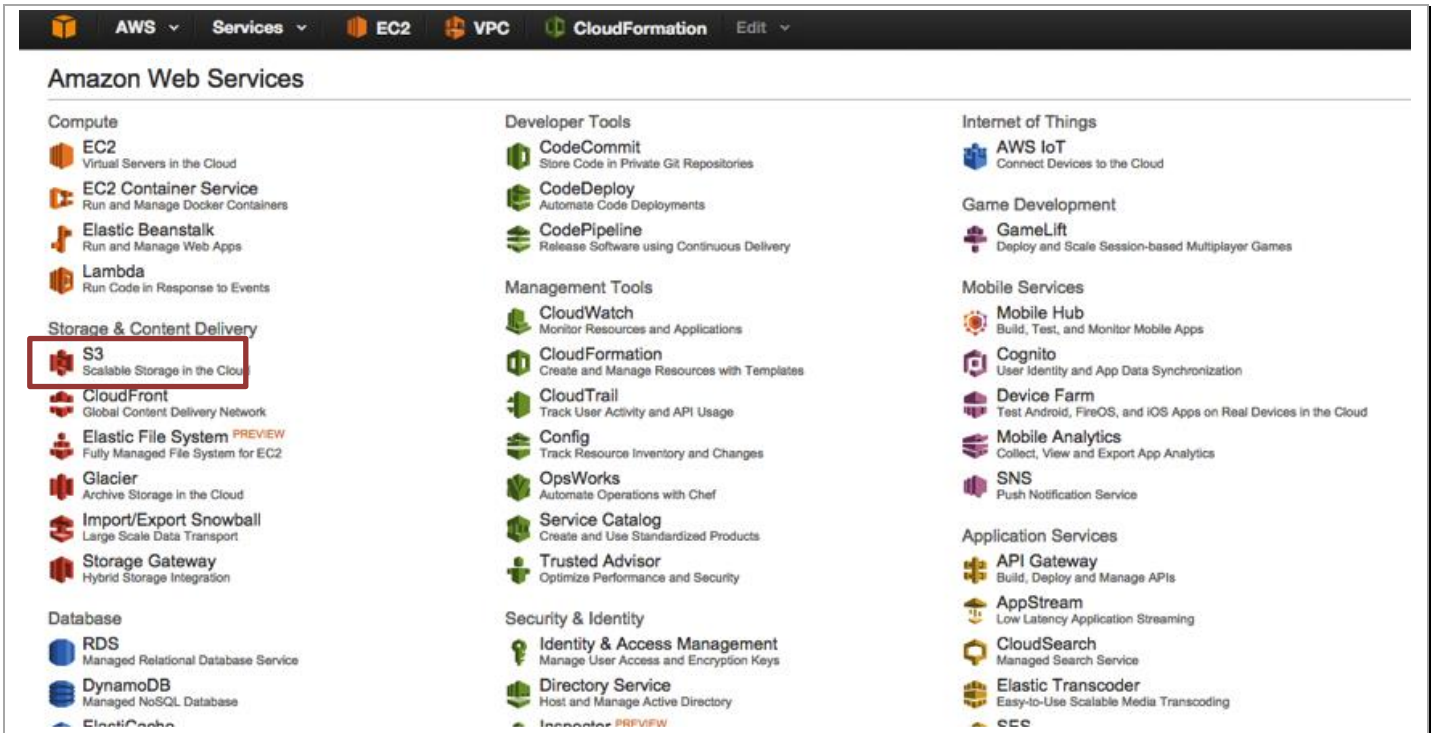 AWS Services EC2 VPC CloudFormation Edit
Amazon Web Services
Compute
EC2
Virtual Servers in the Cloud
EC2 Container Service
Run and Manage Docker Containers
Elastic Beanstalk
Run and Manage Web Apps
Lambda
Run Code in Response to Events
Storage & Content Delivery
S3
Scalable Storage in the Cloud
CloudFront
Global Content Delivery Network
Elastic File System PREVIEW
Fully Managed File System for EC2
Glacier
Archive Storage in the Cloud
Import/Export Snowball
Large Scale Data Transport
Storage Gateway
Hybrid Storage Integration
Database
RDS
Managed Relational Database Service
DynamoDB
Managed NoSQL Database
ElastiCache
Developer Tools
CodeCommit
Store Code in Private Git Repositories
CodeDeploy
Automate Code Deployments
CodePipeline
Release Software using Continuous Delivery
Management Tools
CloudWatch
Monitor Resources and Applications
CloudFormation
Create and Manage Resources with Templates
CloudTrail
Track User Activity and API Usage
Config
Track Resource Inventory and Changes
OpsWorks
Automate Operations with Chef
Service Catalog
Create and Use Standardized Products
Trusted Advisor
Optimize Performance and Security
Security & Identity
Identity & Access Management
Manage User Access and Encryption Keys
Directory Service
Host and Manage Active Directory
Inspector PREVIEW
Internet of Things
AWS IoT
Connect Devices to the Cloud
Game Development
GameLift
Deploy and Scale Session-based Multiplayer Games
Mobile Services
Mobile Hub
Build, Test, and Monitor Mobile Apps
Cognito
User Identity and App Data Synchronization
Device Farm
Test Android, FireOS, and iOS Apps on Real Devices in the Cloud
Mobile Analytics
Collect, View and Export App Analytics
SNS
Push Notification Service
Application Services
API Gateway
Build, Deploy and Manage APIs
AppStream
Low Latency Application Streaming
CloudSearch
Managed Search Service
Elastic Transcoder
Easy-to-Use Scalable Media Transcoding
SES